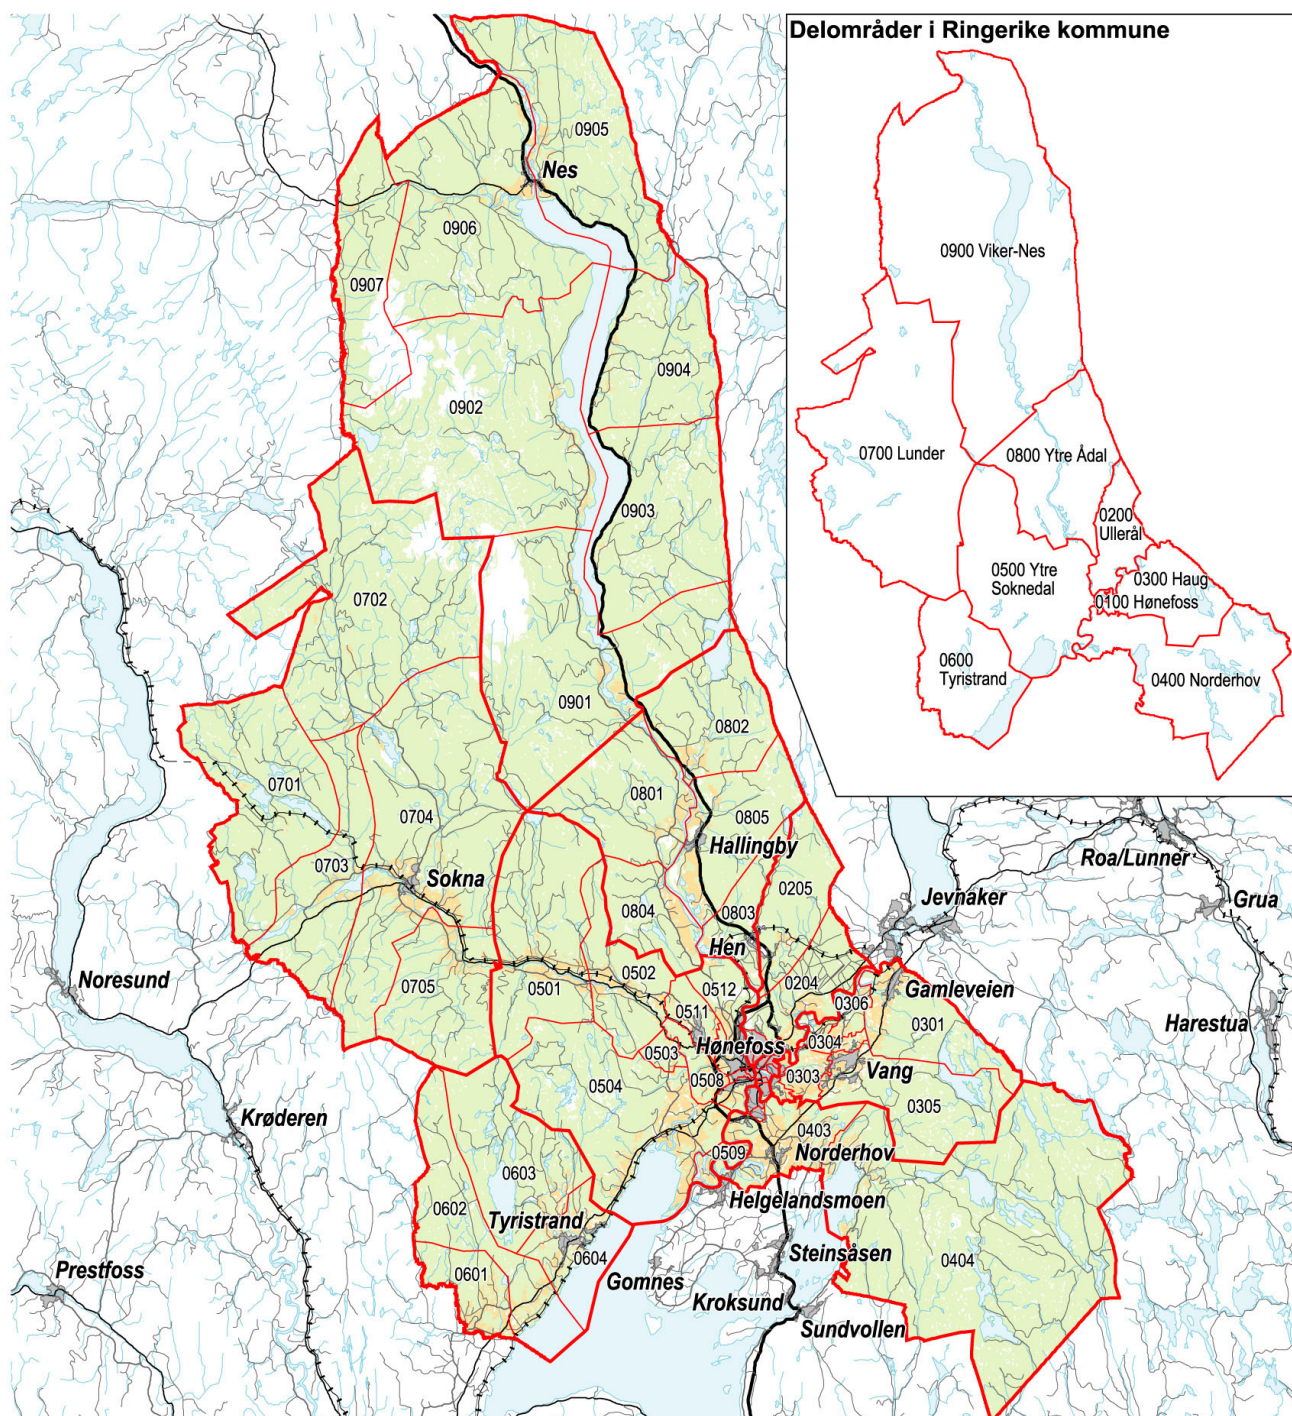 Delområder i Ringerike kommune
0900 Viker-Nes
0700 Lunder
0800 Ytre Ådal
0200
Ullerål
0500 Ytre
Soknedal
0300 Haug
0100 Hønefoss
0600
Tyristrand
0400 Norderhov
0905
Nes
0906
0907
0904
0902
0903
0702
0901
0802
0701
0801
0704
0805
Hallingby
Roa/Lunner
0703
Sokna
0205
Jevnaker
Grua
0804
0803
Hen
Noresund
0502
0204
0705
0501
0512
Gamleveien
0306
0511
Harestua
0301
Hønefoss
0304
0503
Vang
0508
0303
0504
0305
Krøderen
0403
0509
Norderhov
0603
Helgelandsmoen
0602
Tyristrand
0604
Steinsåsen
0404
Prestfoss
0601
Gomnes
Kroksund
Sundvollen